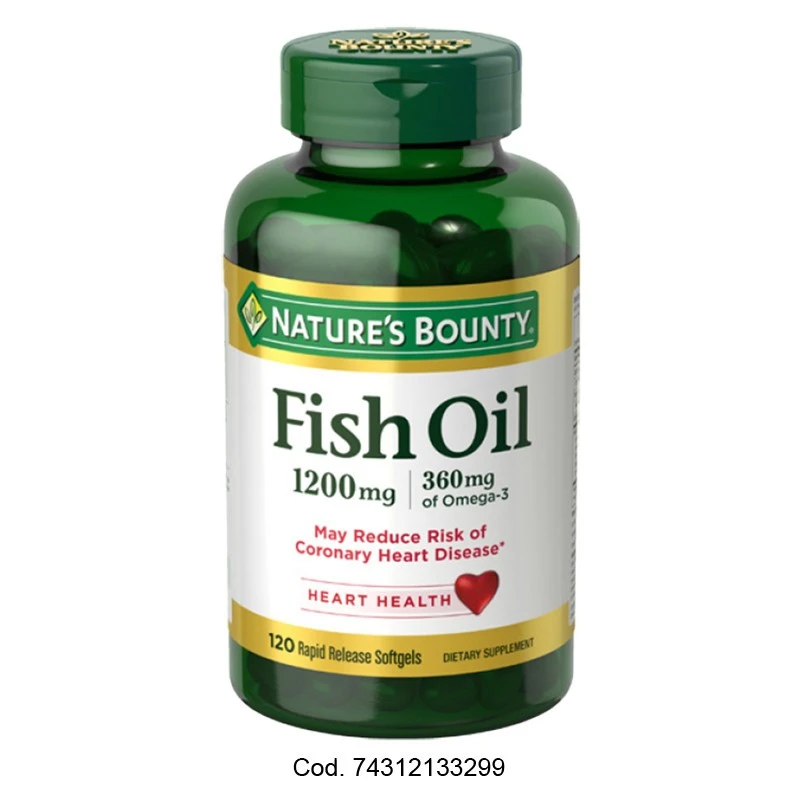 NATURE'S BOUNTY
NATURE'S BOUNTY®
Fish Oil
1200mg
360mg
of Omega-3
May Reduce Risk of
Coronary Heart Disease*
HEART HEALTH
120 Rapid Release Softgels
DIETARY SUPPLEMENT
Cod. 74312133299